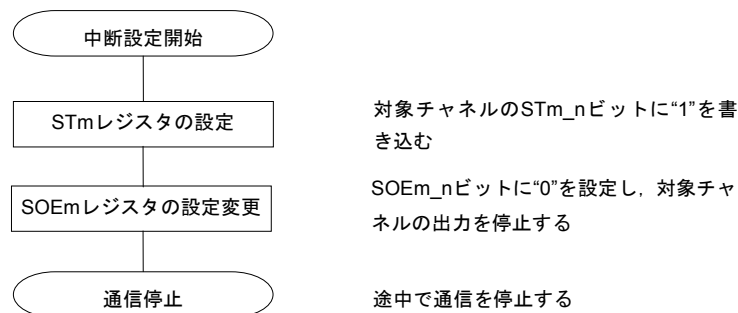 中断設定開始
STmレジスタの設定
対象チャネルのSTm_nビットに“1”を書
き込む
SOEmレジスタの設定変更
SOEm_nビットに“0”を設定し，対象チャ
ネルの出力を停止する
通信停止
途中で通信を停止する